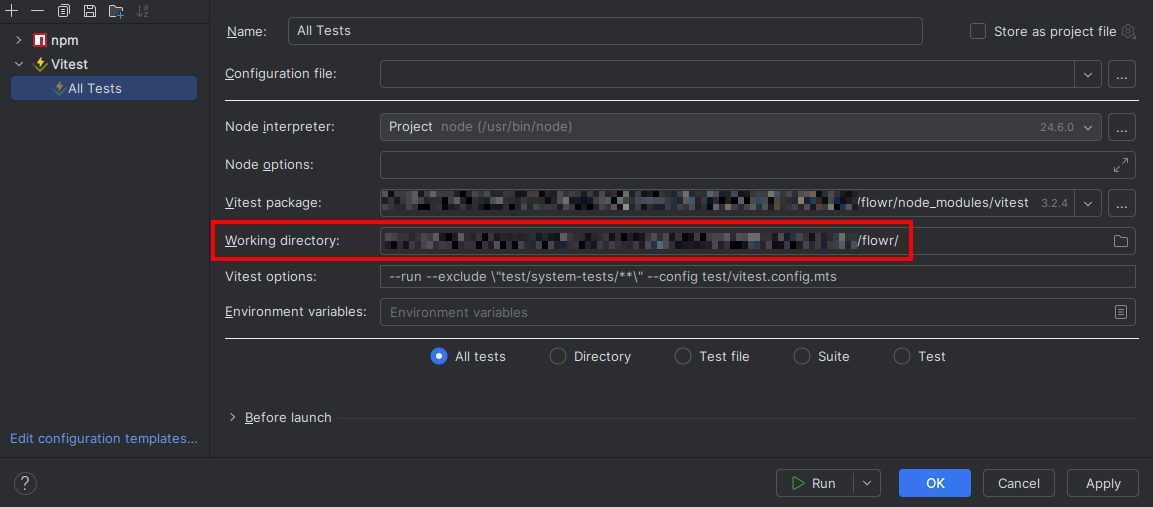 Name: All Tests Store as project file
npm
Vitest
All Tests
Configuration file: ...
Node interpreter: Project node (/usr/bin/node) 24.6.0 ...
Node options:
Vitest package: /flowr/node_modules/vitest 3.2.4 ...
Working directory: /flowr/
Vitest options: --run --exclude \"test/system-tests/**\" --config test/vitest.config.mts
Environment variables: Environment variables
All tests Directory Test file Suite Test
Before launch
Edit configuration templates...
? Run OK Cancel Apply